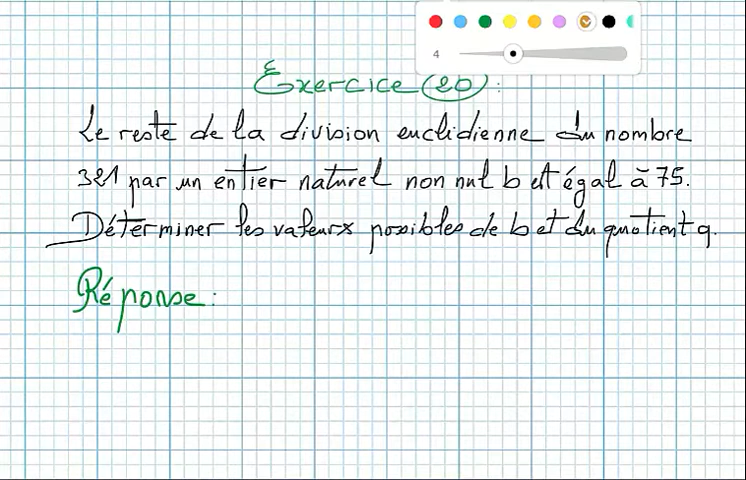 4
Exercice (20) :
Le reste de la division euclidienne du nombre
321 par un entier naturel non nul b est égal à 75.
Déterminer les valeurs possibles de b et du quotient q.
Réponse :